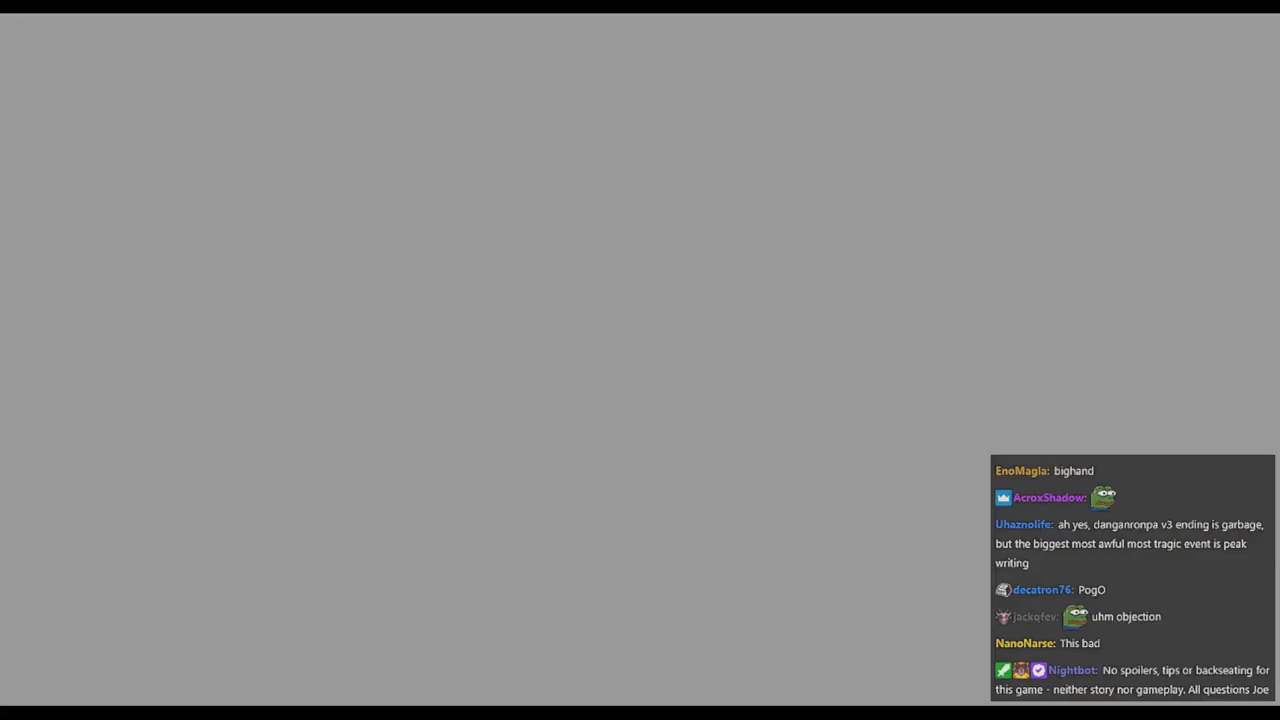 EnoMagla: bighand
AcroxShadow:
Uhaznolife: ah yes, danganronpa v3 ending is garbage,
but the biggest most awful most tragic event is peak
writing
decatron76: PogO
jackqfev: uhm objection
NanoNarse: This bad
Nightbot: No spoilers, tips or backseating for
this game - neither story nor gameplay. All questions Joe